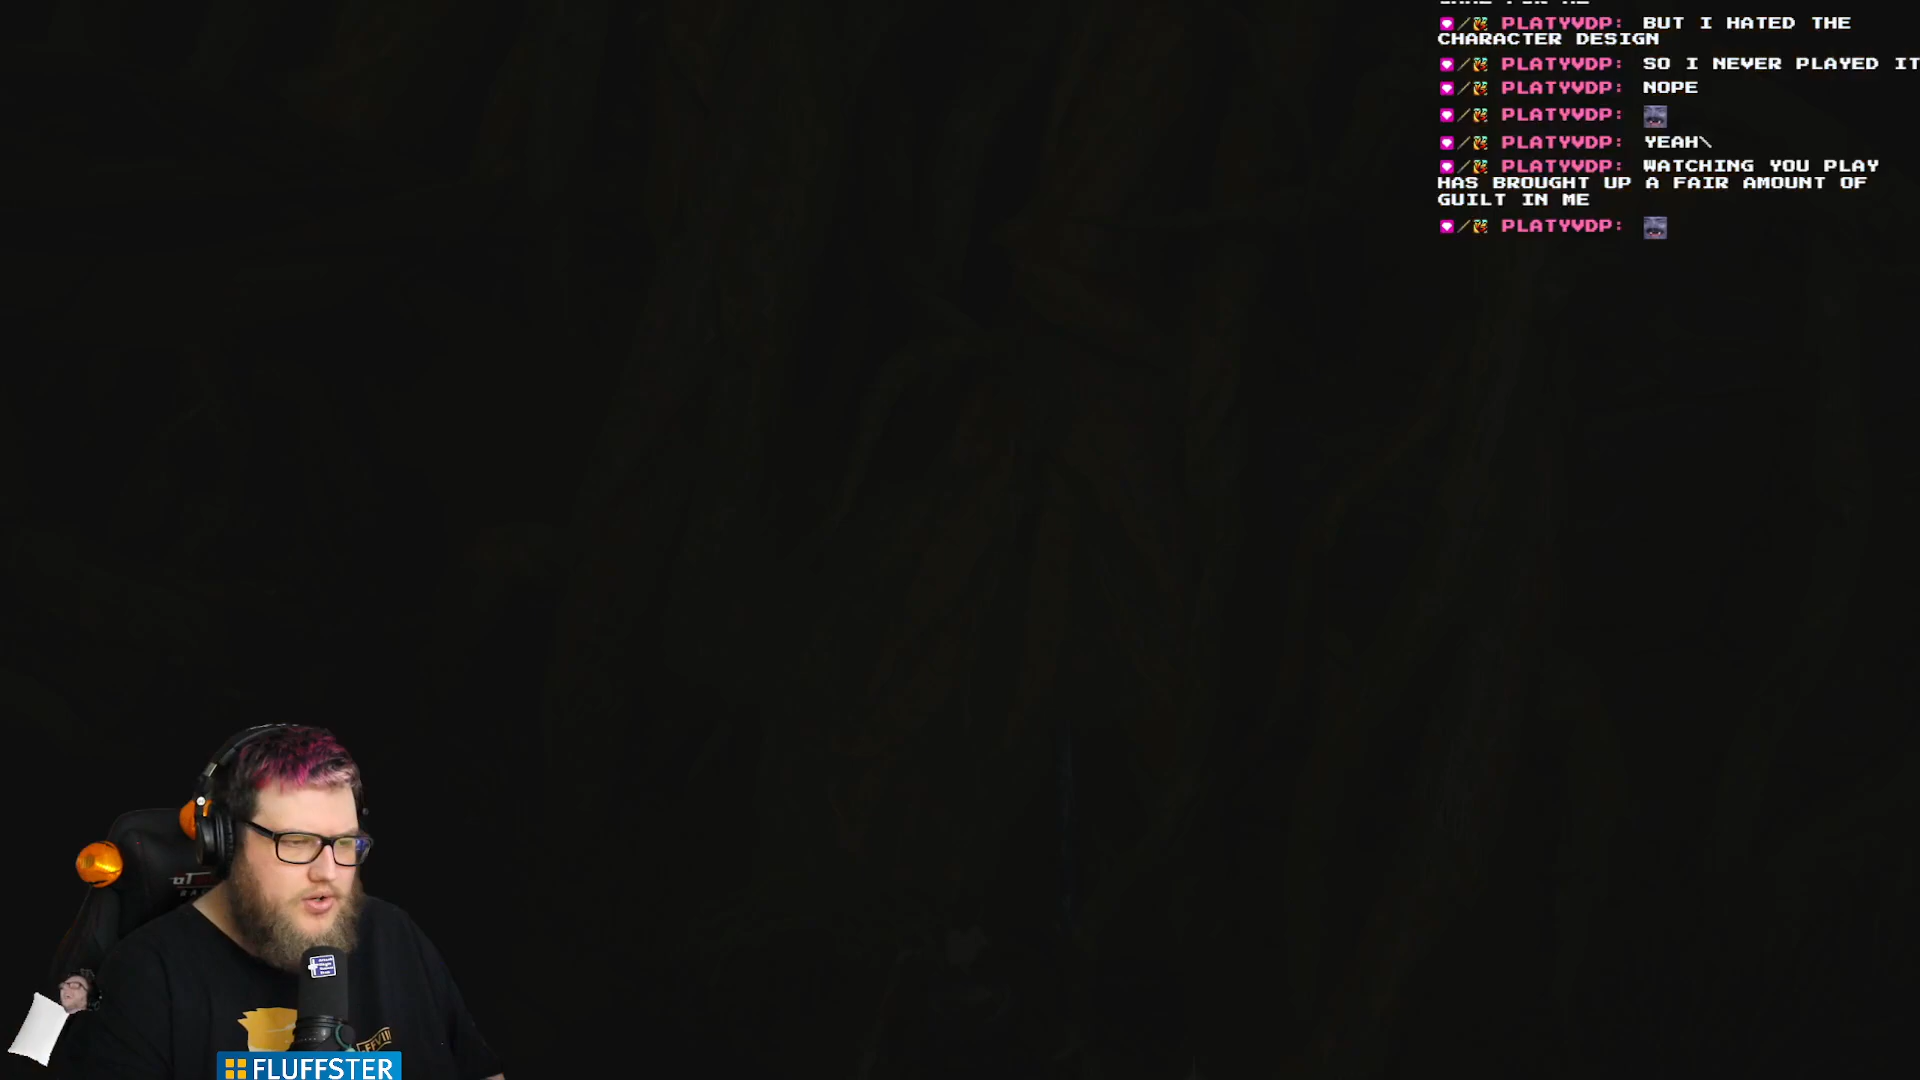 PLATYVDP: BUT I HATED THE
CHARACTER DESIGN
PLATYVDP: SO I NEVER PLAYED IT
PLATYVDP: NOPE
PLATYVDP:
PLATYVDP: YEAH\
PLATYVDP: WATCHING YOU PLAY
HAS BROUGHT UP A FAIR AMOUNT OF
GUILT IN ME
PLATYVDP:
FLUFFSTER